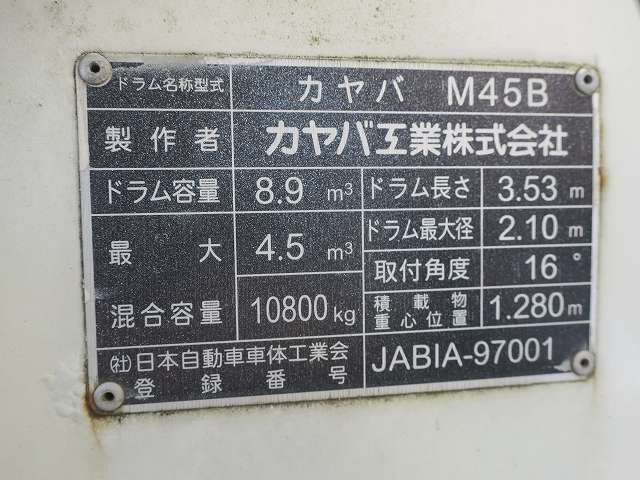 ドラム名称型式 カヤバ M45B
製作者 カヤバ工業株式会社
ドラム容量 8.9 m³ ドラム長さ 3.53 m
最大混合容量 4.5 m³ ドラム最大径 2.10 m
取付角度 16°
10800kg 積載物重心位置 1.280m
(社)日本自動車車体工業会 JABIA-97001
登録番号